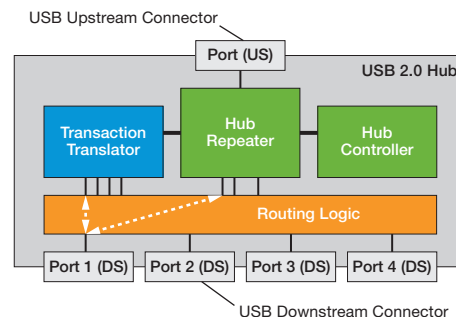 USB Upstream Connector
Port (US)
USB 2.0 Hub
Transaction
Translator
Hub
Repeater
Hub
Controller
Routing Logic
Port 1 (DS)
Port 2 (DS)
Port 3 (DS)
Port 4 (DS)
USB Downstream Connector